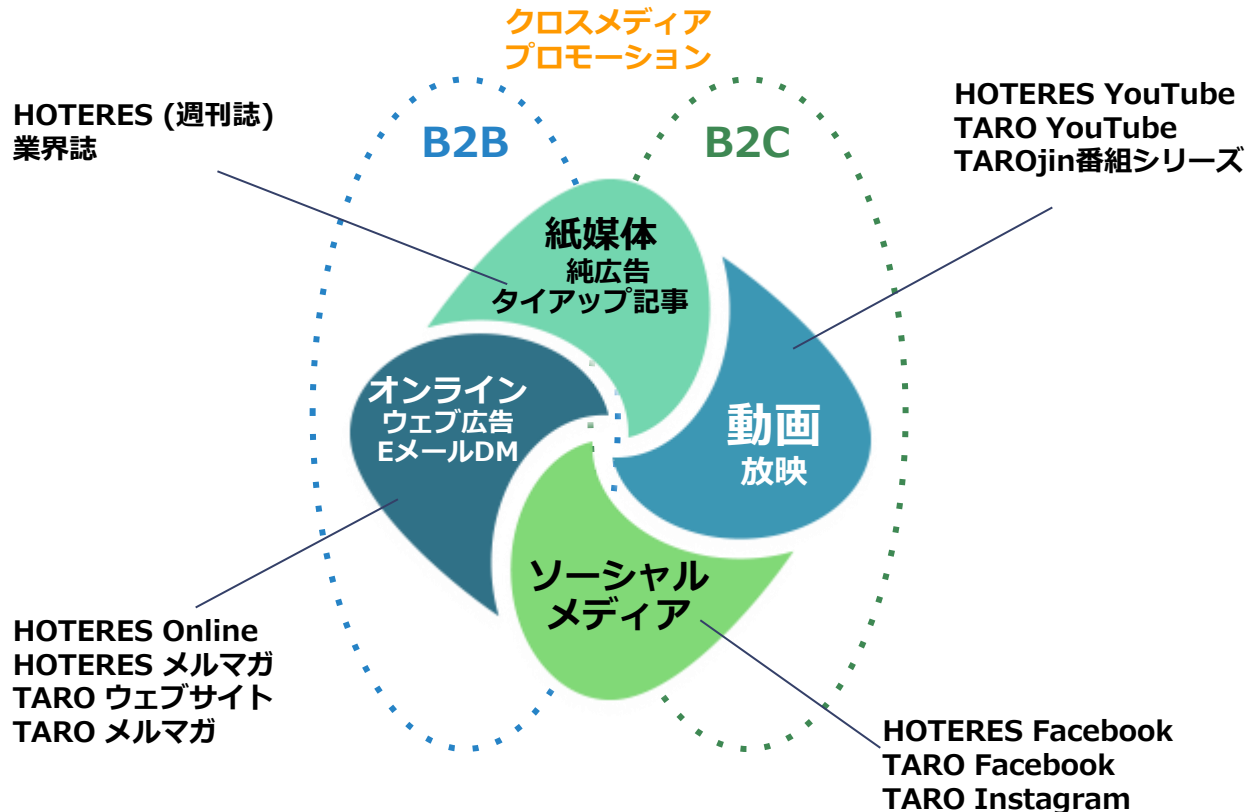 クロスメディア
プロモーション
HOTERES (週刊誌)
業界誌
B2B
B2C
HOTERES YouTube
TARO YouTube
TAROjin番組シリーズ
紙媒体
純広告
タイアップ記事
オンライン
ウェブ広告
EメールDM
動画
放映
ソーシャル
メディア
HOTERES Online
HOTERES メルマガ
TARO ウェブサイト
TARO メルマガ
HOTERES Facebook
TARO Facebook
TARO Instagram